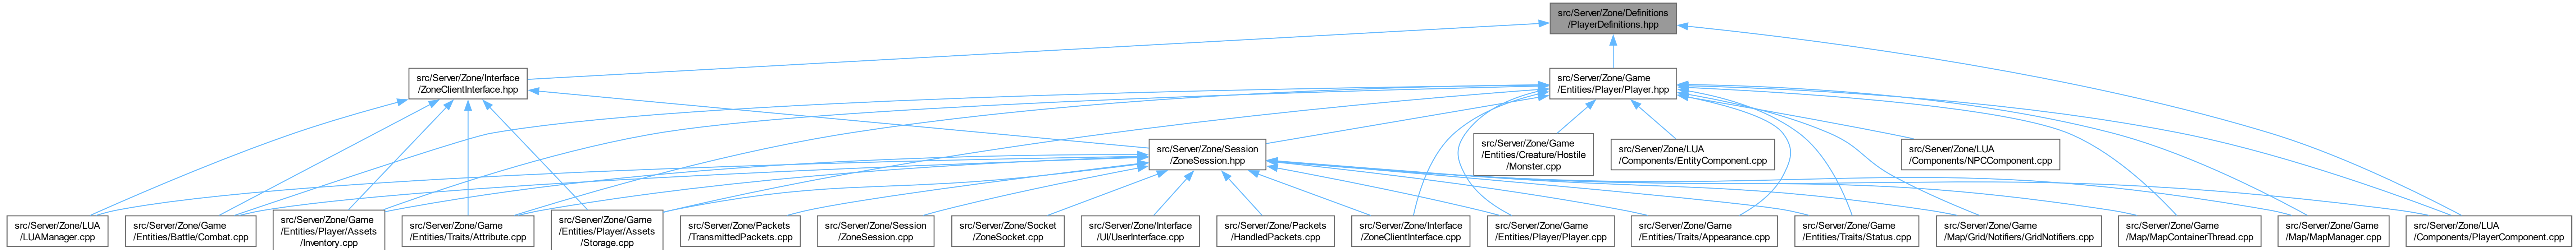 src/Server/Zone/Definitions
/PlayerDefinitions.hpp
src/Server/Zone/Interface
/ZoneClientInterface.hpp
src/Server/Zone/Game
/Entities/Player/Player.hpp
src/Server/Zone/Session
/ZoneSession.hpp
src/Server/Zone/Game
/Entities/Creature/Hostile
/Monster.cpp
src/Server/Zone/LUA
/Components/EntityComponent.cpp
src/Server/Zone/LUA
/Components/NPCComponent.cpp
src/Server/Zone/LUA
/LUAManager.cpp
src/Server/Zone/Game
/Entities/Battle/Combat.cpp
src/Server/Zone/Game
/Entities/Player/Assets
/Inventory.cpp
src/Server/Zone/Game
/Entities/Traits/Attribute.cpp
src/Server/Zone/Game
/Entities/Player/Assets
/Storage.cpp
src/Server/Zone/Packets
/TransmittedPackets.cpp
src/Server/Zone/Session
/ZoneSession.cpp
src/Server/Zone/Socket
/ZoneSocket.cpp
src/Server/Zone/Interface
/UI/UserInterface.cpp
src/Server/Zone/Packets
/HandledPackets.cpp
src/Server/Zone/Interface
/ZoneClientInterface.cpp
src/Server/Zone/Game
/Entities/Player/Player.cpp
src/Server/Zone/Game
/Entities/Traits/Appearance.cpp
src/Server/Zone/Game
/Entities/Traits/Status.cpp
src/Server/Zone/Game
/Map/Grid/Notifiers/GridNotifiers.cpp
src/Server/Zone/Game
/Map/MapContainerThread.cpp
src/Server/Zone/Game
/Map/MapManager.cpp
src/Server/Zone/LUA
/Components/PlayerComponent.cpp